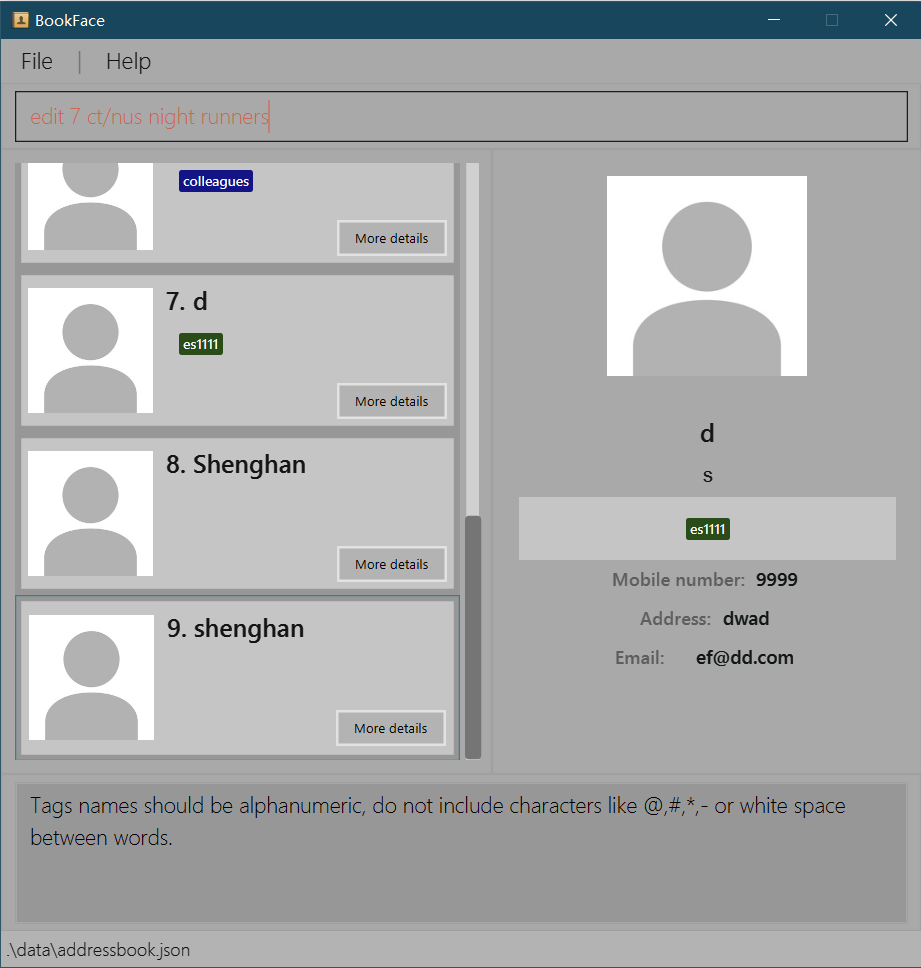 BookFace
File | Help
edit 7 ct/nus night runners
colleagues
More details
7. d
es1111
More details
8. Shenghan
More details
9. shenghan
More details
d
s
es1111
Mobile number: 9999
Address: dwad
Email: ef@dd.com
Tags names should be alphanumeric, do not include characters like @,#,*,- or white space
between words.
.\data\addressbook.json